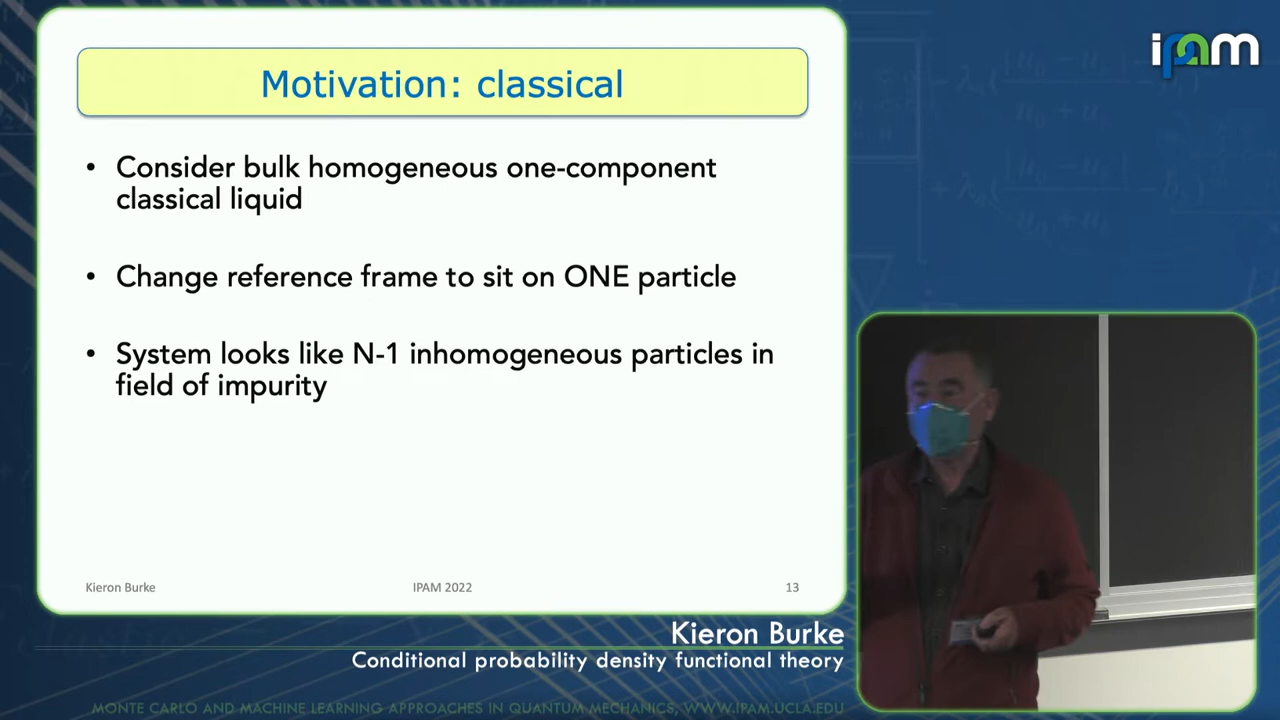 ipam
Motivation: classical
• Consider bulk homogeneous one-component
classical liquid
• Change reference frame to sit on ONE particle
• System looks like N-1 inhomogeneous particles in
field of impurity
Kieron Burke IPAM 2022 13
Kieron Burke
Conditional probability density functional theory
MONTE CARLO AND MACHINE LEARNING APPROACHES IN QUANTUM MECHANICS, WWW.IPAM.UCLA.EDU